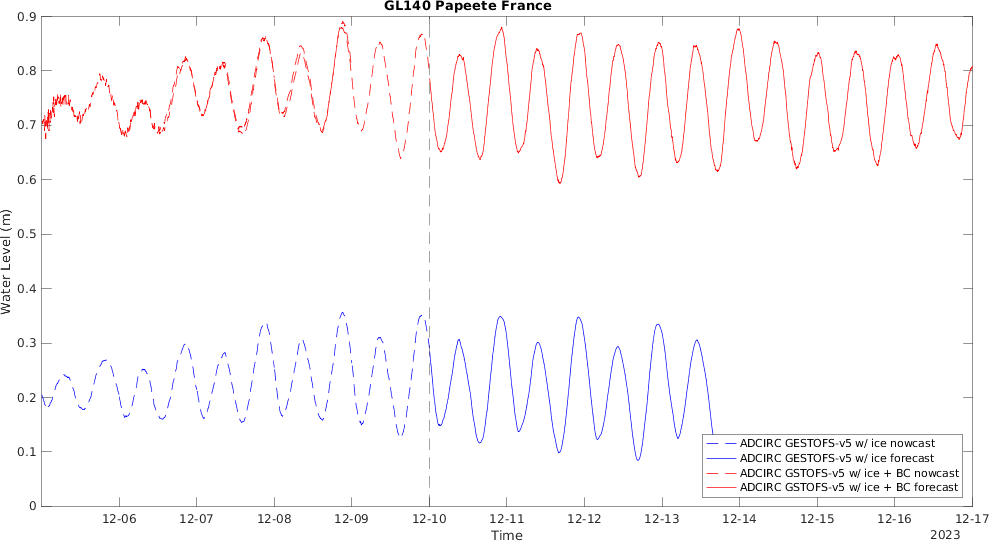 GL140 Papeete France
0.9
0.8
0.7
0.6
0.5
0.4
0.3
0.2
0.1
0
Water Level (m)
12-06 12-07 12-08 12-09 12-10 12-11 12-12 12-13 12-14 12-15 12-16 12-17
Time
2023
ADCIRC GESTOFS-v5 w/ ice nowcast
ADCIRC GESTOFS-v5 w/ ice forecast
ADCIRC GSTOFS-v5 w/ ice + BC nowcast
ADCIRC GSTOFS-v5 w/ ice + BC forecast